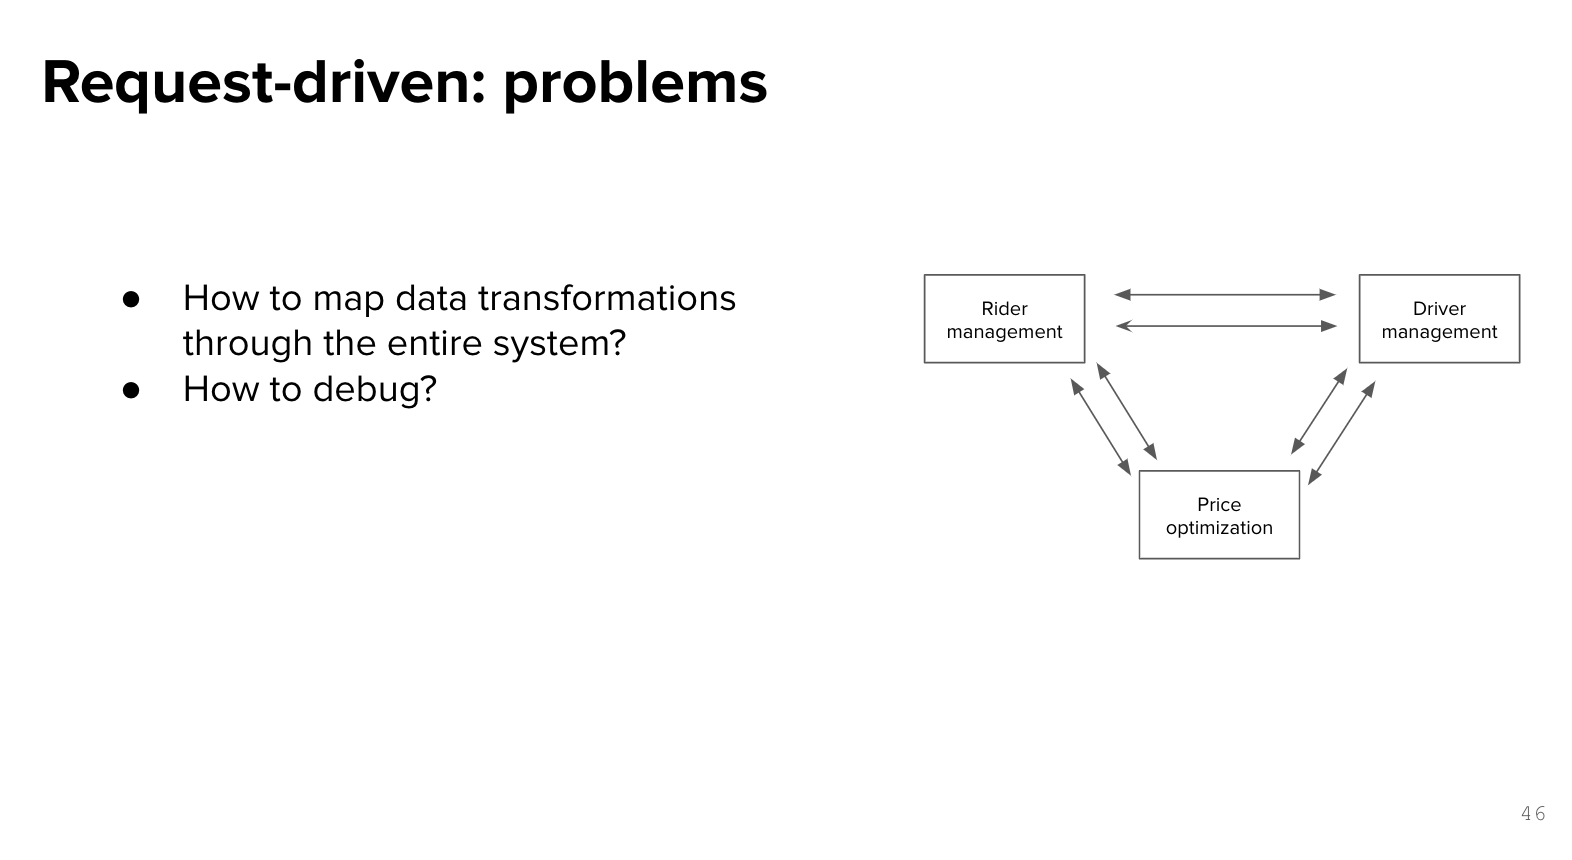 Request-driven: problems
● How to map data transformations
through the entire system?
● How to debug?
Rider
management
Driver
management
Price
optimization
46